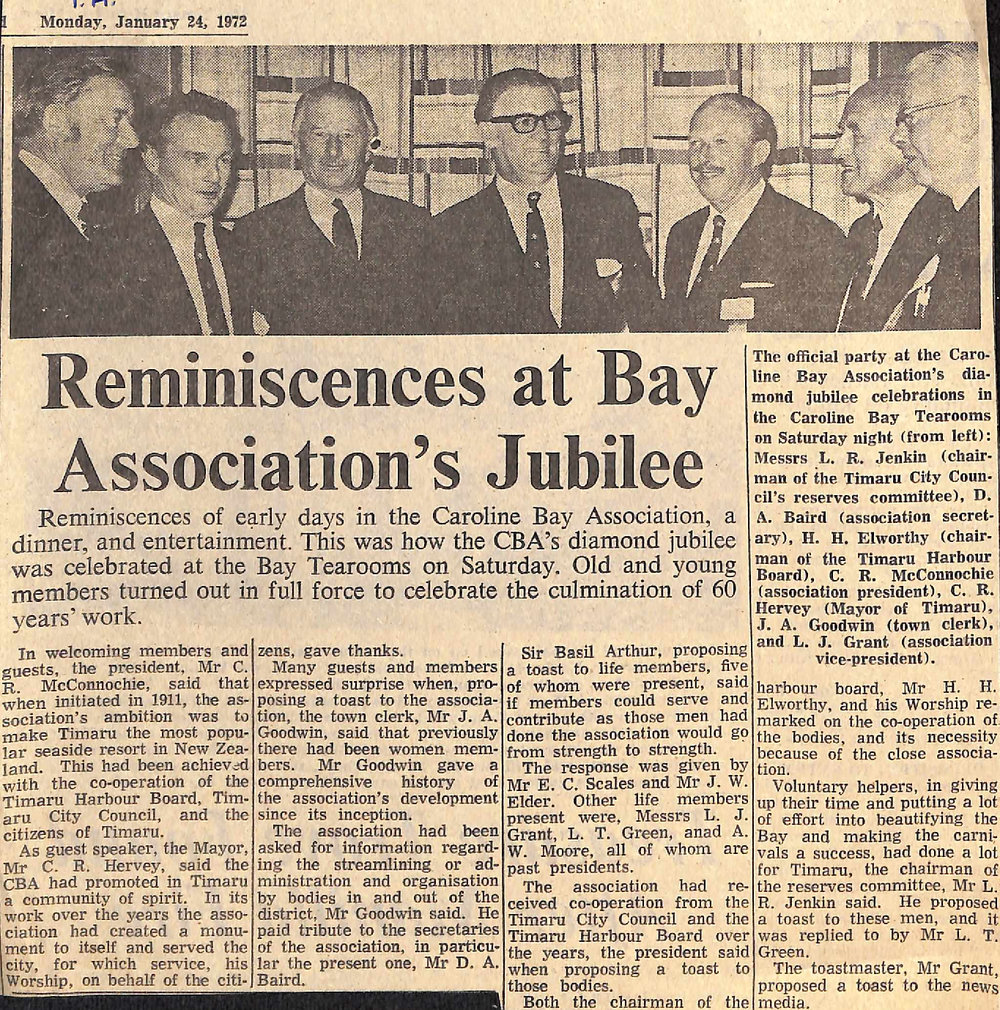 Monday, January 24, 1972
Reminiscences at Bay
Association's Jubilee
Reminiscences of early days in the Caroline Bay Association, a
dinner, and entertainment. This was how the CBA's diamond jubilee
was celebrated at the Bay Tearooms on Saturday. Old and young
members turned out in full force to celebrate the culmination of 60
years' work.
The official party at the Caro-
line Bay Association's dia-
mond jubilee celebrations in
the Caroline Bay Tearooms
on Saturday night (from left):
Messrs L. R. Jenkin (chair-
man of the Timaru City Coun-
cil's reserves committee), D.
A. Baird (association secret-
ary), H. H. Elworthy (chair-
man of the Timaru Harbour
Board), C. R. McConnochie
(association president), C. R.
Hervey (Mayor of Timaru),
J. A. Goodwin (town clerk),
and L. J. Grant (association
vice-president).
In welcoming members and
guests, the president, Mr C.
R. McConnochie, said that
when initiated in 1911, the as-
sociation's ambition was to
make Timaru the most popu-
lar seaside resort in New Zea-
land. This had been achieved
with the co-operation of the
Timaru Harbour Board, Tim-
aru City Council, and the
citizens of Timaru.
As guest speaker, the Mayor,
Mr C. R. Hervey, said the
CBA had promoted in Timaru
a community of spirit. In its
work over the years the asso-
ciation had created a monu-
ment to itself and served the
city, for which service, his
Worship, on behalf of the citi-
zens, gave thanks.
Many guests and members
expressed surprise when, pro-
posing a toast to the associa-
tion, the town clerk, Mr J. A.
Goodwin, said that previously
there had been women mem-
bers. Mr Goodwin gave a
comprehensive history of
the association's development
since its inception.
The association had been
asked for information regard-
ing the streamlining or ad-
ministration and organisation
by bodies in and out of the
district, Mr Goodwin said. He
paid tribute to the secretaries
of the association, in particu-
lar the present one, Mr D. A.
Baird.
Sir Basil Arthur, proposing
a toast to life members, five
of whom were present, said
if members could serve and
contribute as those men had
done the association would go
from strength to strength.
The response was given by
Mr E. C. Scales and Mr J. W.
Elder. Other life members
present were, Messrs L. J.
Grant, L. T. Green, anad A.
W. Moore, all of whom are
past presidents.
The association had re-
ceived co-operation from the
Timaru City Council and the
Timaru Harbour Board over
the years, the president said
when proposing a toast to
those bodies.
Both the chairman of the
harbour board, Mr H. H.
Elworthy, and his Worship re-
marked on the co-operation of
the bodies, and its necessity
because of the close associa-
tion.
Voluntary helpers, in giving
up their time and putting a lot
of effort into beautifying the
Bay and making the carni-
vals a success, had done a lot
for Timaru, the chairman of
the reserves committee, Mr L.
R. Jenkin said. He proposed
a toast to these men, and it
was replied to by Mr L. T.
Green.
The toastmaster, Mr Grant,
proposed a toast to the news
media.